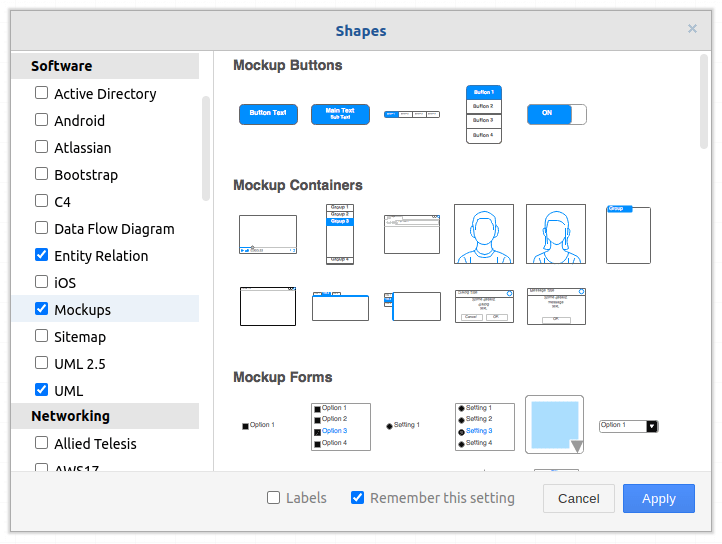 Shapes
Software
Active Directory
Android
Atlassian
Bootstrap
C4
Data Flow Diagram
Entity Relation
iOS
Mockups
Sitemap
UML 2.5
UML
Networking
Allied Telesis
AWS17
Mockup Buttons
Button Text
Main Text
Sub Text
Button 1
Button 2
Button 3
Button 4
ON
Mockup Containers
Group 1
Group 2
Group 3
Group 4
Group
Cancel
OK
OK
Mockup Forms
Option 1
Option 1
Option 2
Option 3
Option 4
Setting 1
Setting 1
Setting 2
Setting 3
Setting 4
Option 1
Labels
Remember this setting
Cancel
Apply